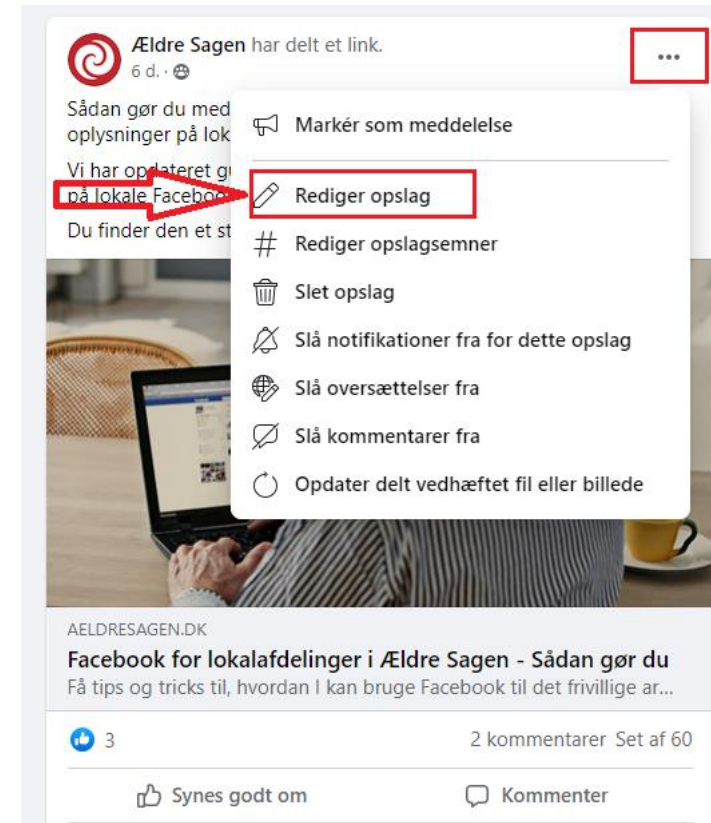 Ældre Sagen har delt et link.
6 d. ·
Sådan gør du med
oplysninger på lok
Vi har opdateret gu
på lokale Facebo
Du finder den et st
Markér som meddelelse
Rediger opslag
Rediger opslagsemner
Slet opslag
Slå notifikationer fra for dette opslag
Slå oversættelser fra
Slå kommentarer fra
Opdater delt vedhæftet fil eller billede
AELDRESAGEN.DK
Facebook for lokalafdelinger i Ældre Sagen - Sådan gør du
Få tips og tricks til, hvordan I kan bruge Facebook til det frivillige ar...
3
2 kommentarer Set af 60
Synes godt om
Kommenter